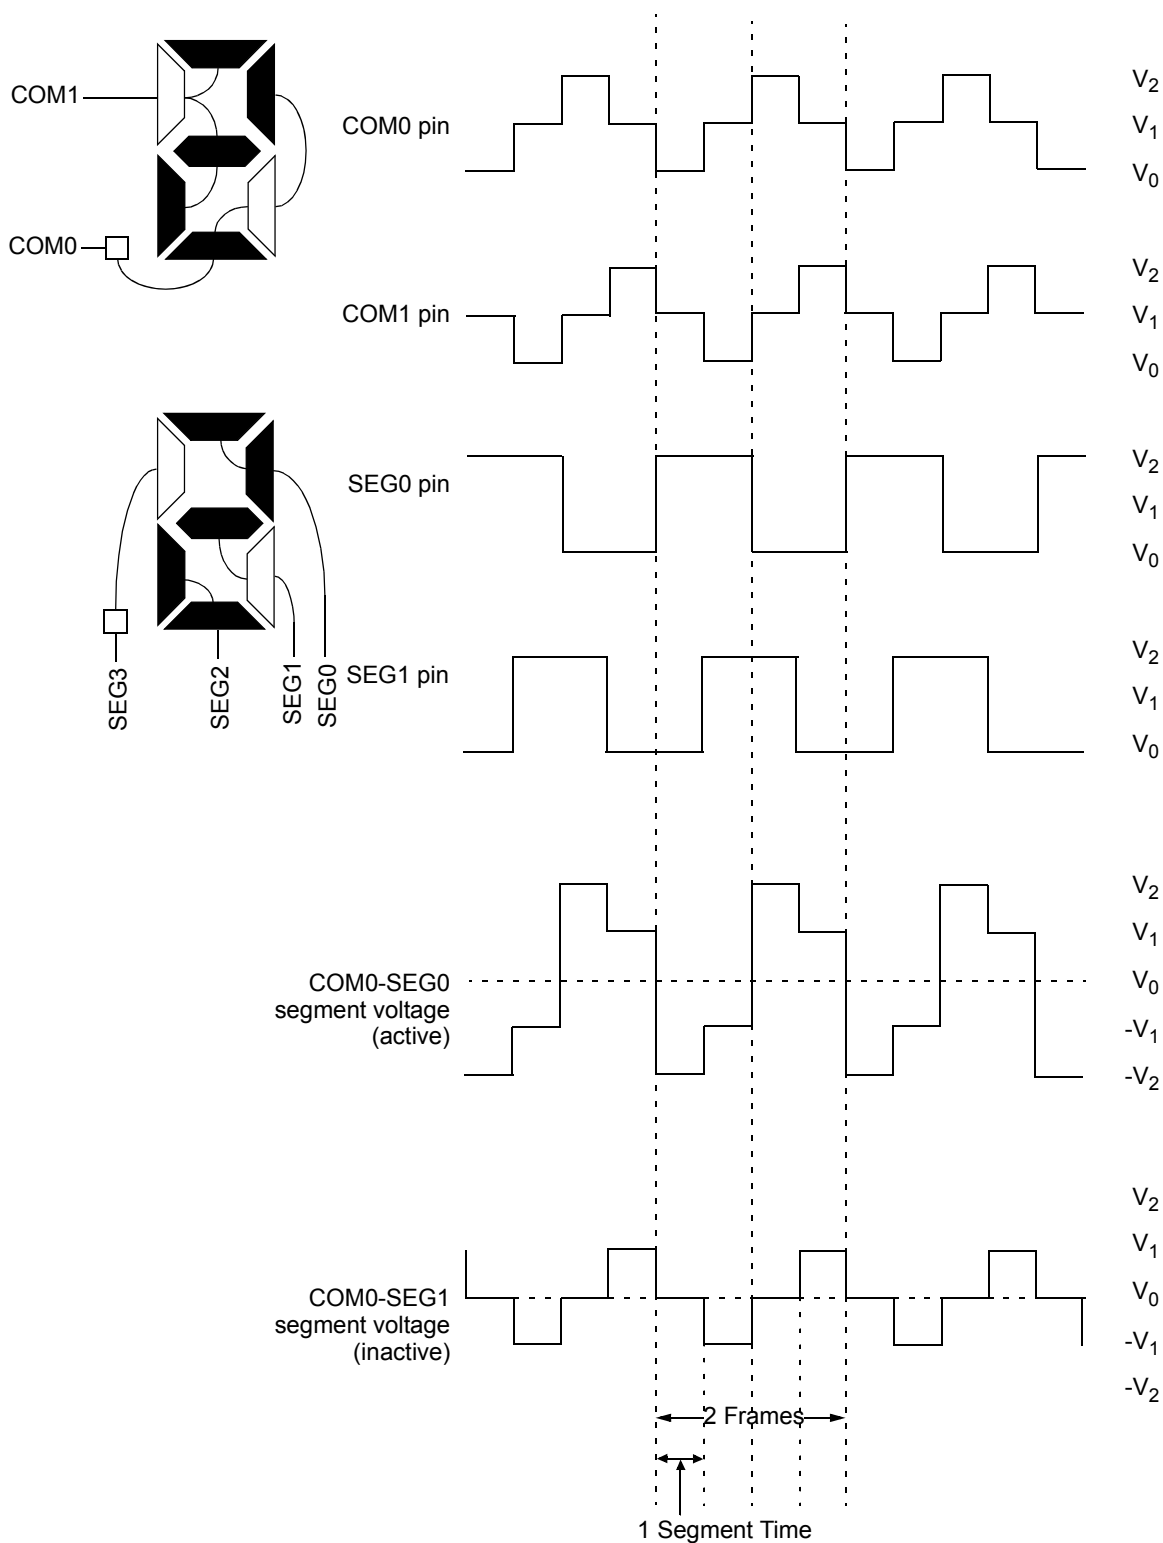 COM1
COM0
COM0 pin
V2
V1
V0
COM1 pin
V2
V1
V0
SEG0 pin
V2
V1
V0
SEG3
SEG2
SEG1
SEG0
SEG1 pin
V2
V1
V0
COM0-SEG0
segment voltage
(active)
V2
V1
V0
-V1
-V2
COM0-SEG1
segment voltage
(inactive)
V2
V1
V0
-V1
-V2
2 Frames
1 Segment Time